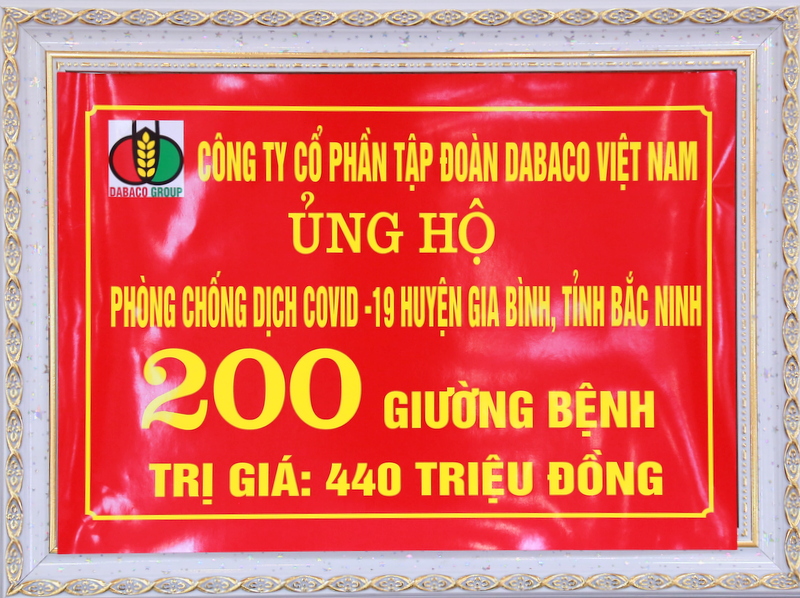 DABACO GROUP
CÔNG TY CỔ PHẦN TẬP ĐOÀN DABACO VIỆT NAM
ỦNG HỘ
PHÒNG CHỐNG DỊCH COVID -19 HUYỆN GIA BÌNH, TỈNH BẮC NINH
200 GIƯỜNG BỆNH
TRỊ GIÁ: 440 TRIỆU ĐỒNG